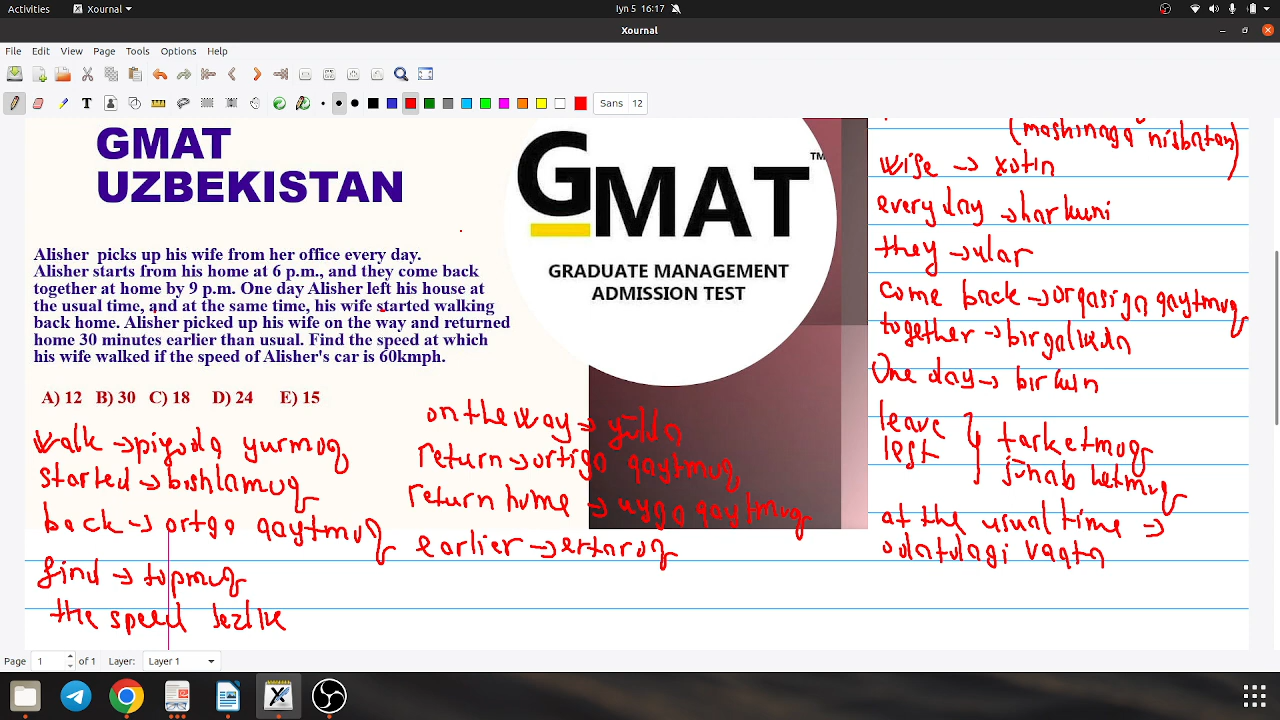 Activities
Xournal
Iyn 5 16:17
Xournal
File Edit View Page Tools Options Help
Sans 12
GMAT
UZBEKISTAN
Alisher picks up his wife from her office every day.
Alisher starts from his home at 6 p.m., and they come back
together at home by 9 p.m. One day Alisher left his house at
the usual time, and at the same time, his wife started walking
back home. Alisher picked up his wife on the way and returned
home 30 minutes earlier than usual. Find the speed at which
his wife walked if the speed of Alisher's car is 60kmph.
A) 12 B) 30 C) 18 D) 24 E) 15
GMAT™
GRADUATE MANAGEMENT
ADMISSION TEST
walk → piyoda yurmoq
started → boshlamoq
back → ortga qaytmoq
find → topmoq
the speed
on the way → yo'lda
return → ortiga qaytmoq
return home → uyga qaytmoq
earlier → ertaroq
(mashinaga nisbatan)
wife → xotin
every day → har kuni
they → ular
come back → orqasiga qaytmoq
together → birgalikda
One day → bir kun
leave
left
tark etmoq
jo'nab ketmoq
at the usual time →
odatdagi vaqtda
Page 1 of 1 Layer: Layer 1